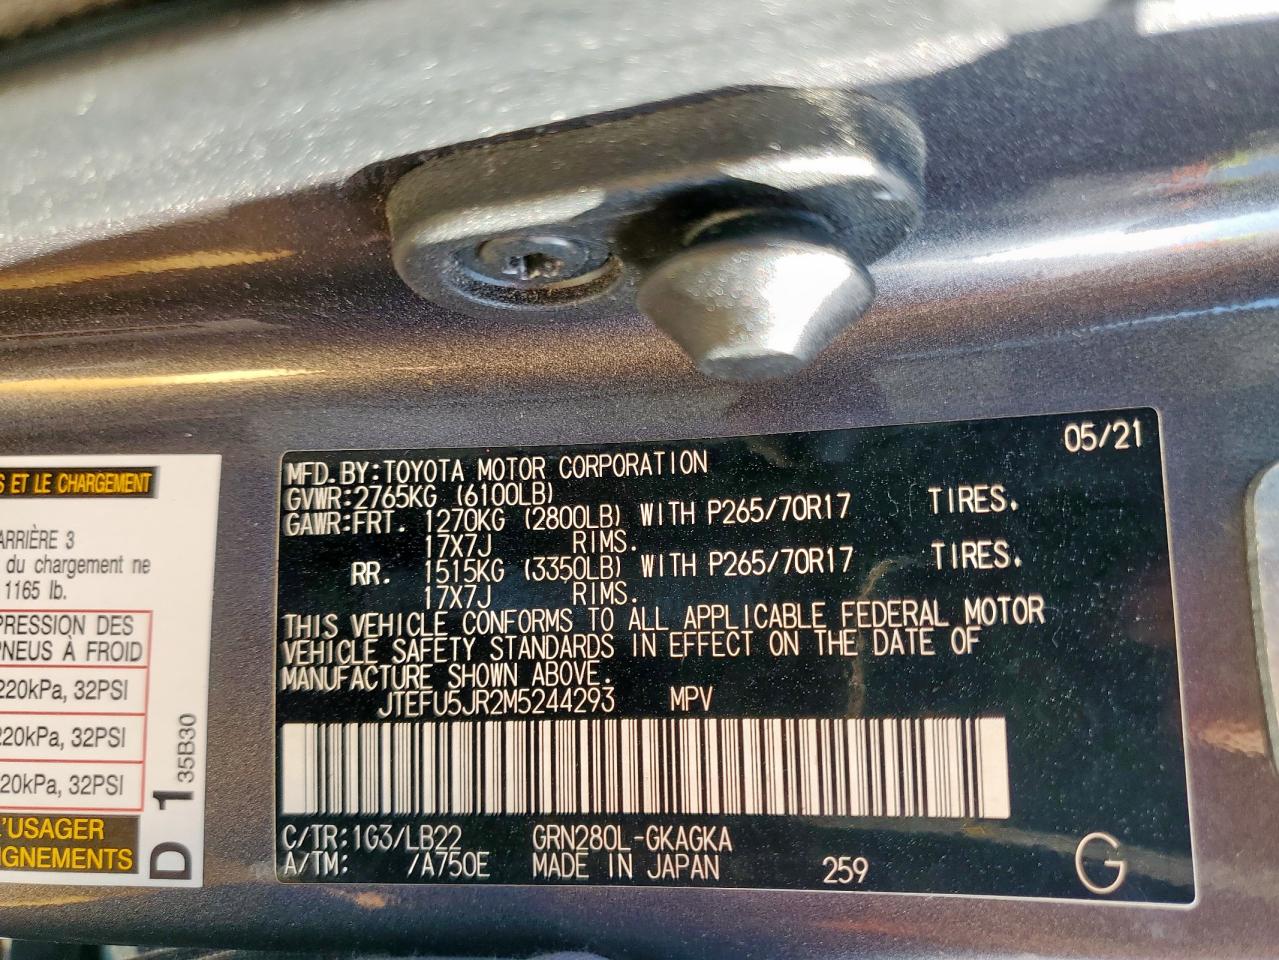 S ET LE CHARGEMENT
ARRIÈRE 3
du chargement ne
1165 lb.
PRESSION DES
PNEUS À FROID
220kPa, 32PSI
220kPa, 32PSI
20kPa, 32PSI
L'USAGER
IGNEMENTS
D 1 35B30
05/21
MFD.BY:TOYOTA MOTOR CORPORATION
GVWR:2765KG (6100LB)
GAWR:FRT. 1270KG (2800LB) WITH P265/70R17 TIRES.
17X7J RIMS.
RR. 1515KG (3350LB) WITH P265/70R17 TIRES.
17X7J RIMS.
THIS VEHICLE CONFORMS TO ALL APPLICABLE FEDERAL MOTOR
VEHICLE SAFETY STANDARDS IN EFFECT ON THE DATE OF
MANUFACTURE SHOWN ABOVE.
JTEFU5JR2M5244293 MPV
C/TR:1G3/LB22 GRN280L-GKAGKA
A/TM: /A750E MADE IN JAPAN 259 G